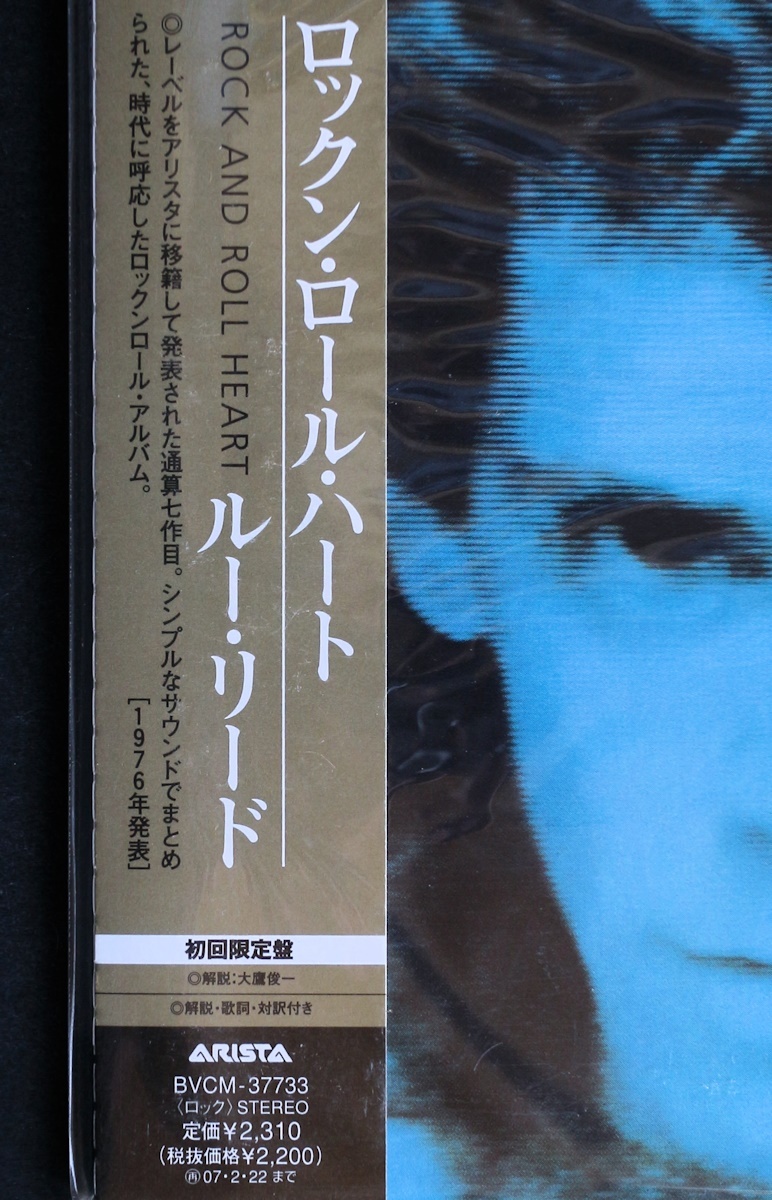 ロックン・ロール・ハート
ROCK AND ROLL HEART
ルー・リード
◎レーベルをアリスタに移籍して発表された通算七作目。シンプルなサウンドでまとめ
られた、時代に呼応したロックンロール・アルバム。
[1976年発表]
初回限定盤
◎解説:大鷹俊一
◎解説・歌詞・対訳付き
ARISTA
BVCM-37733
〈ロック〉STEREO
定価¥2,310
(税抜価格¥2,200)
㊢07・2・22まで